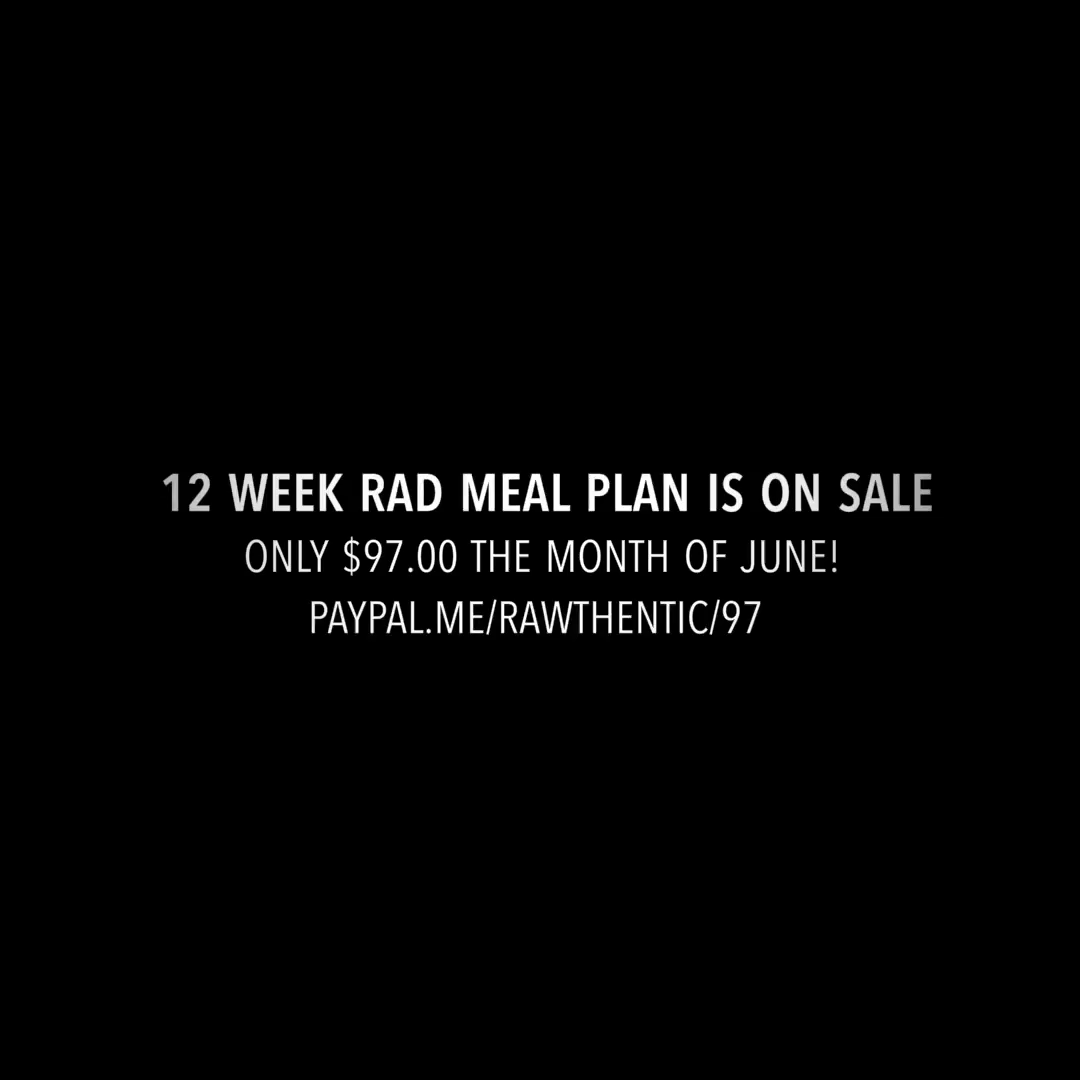 12 WEEK RAD MEAL PLAN IS ON SALE
ONLY $97.00 THE MONTH OF JUNE!
PAYPAL.ME/RAWTHENTIC/97